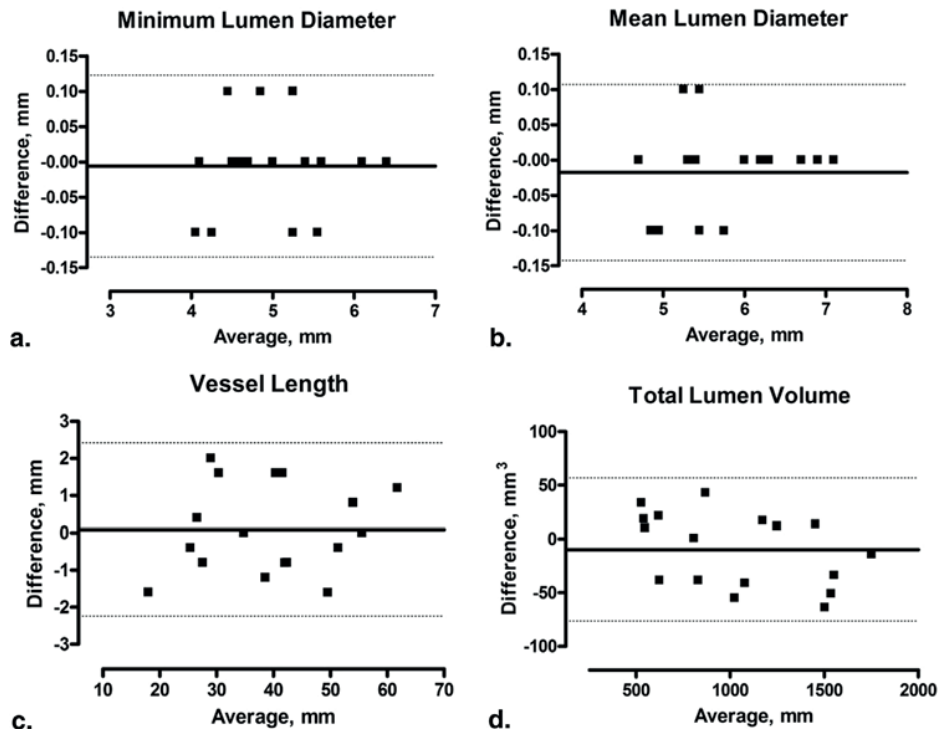 Minimum Lumen Diameter
0.15
0.10
0.05
-0.00
-0.05
-0.10
-0.15
Difference, mm
3 4 5 6 7
Average, mm
a.
Mean Lumen Diameter
0.15
0.10
0.05
-0.00
-0.05
-0.10
-0.15
Difference, mm
4 5 6 7 8
Average, mm
b.
Vessel Length
3
2
1
0
-1
-2
-3
Difference, mm
10 20 30 40 50 60 70
Average, mm
c.
Total Lumen Volume
100
50
0
-50
-100
Difference, mm³
500 1000 1500 2000
Average, mm
d.